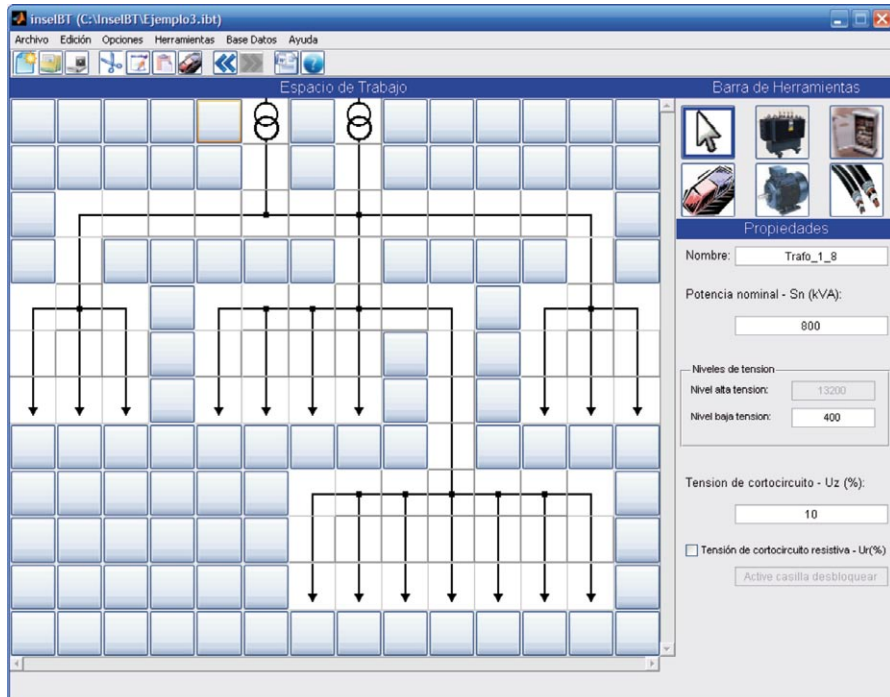 inselBT (C:\InselBT\Ejemplo3.ibt)
Archivo Edición Opciones Herramientas Base Datos Ayuda
Espacio de Trabajo
Barra de Herramientas
Propiedades
Nombre: Trafo_1_8
Potencia nominal - Sn (kVA):
800
Niveles de tension
Nivel alta tension: 13200
Nivel baja tension: 400
Tension de cortocircuito - Uz (%):
10
Tensión de cortocircuito resistiva - Ur(%)
Active casilla desbloquear